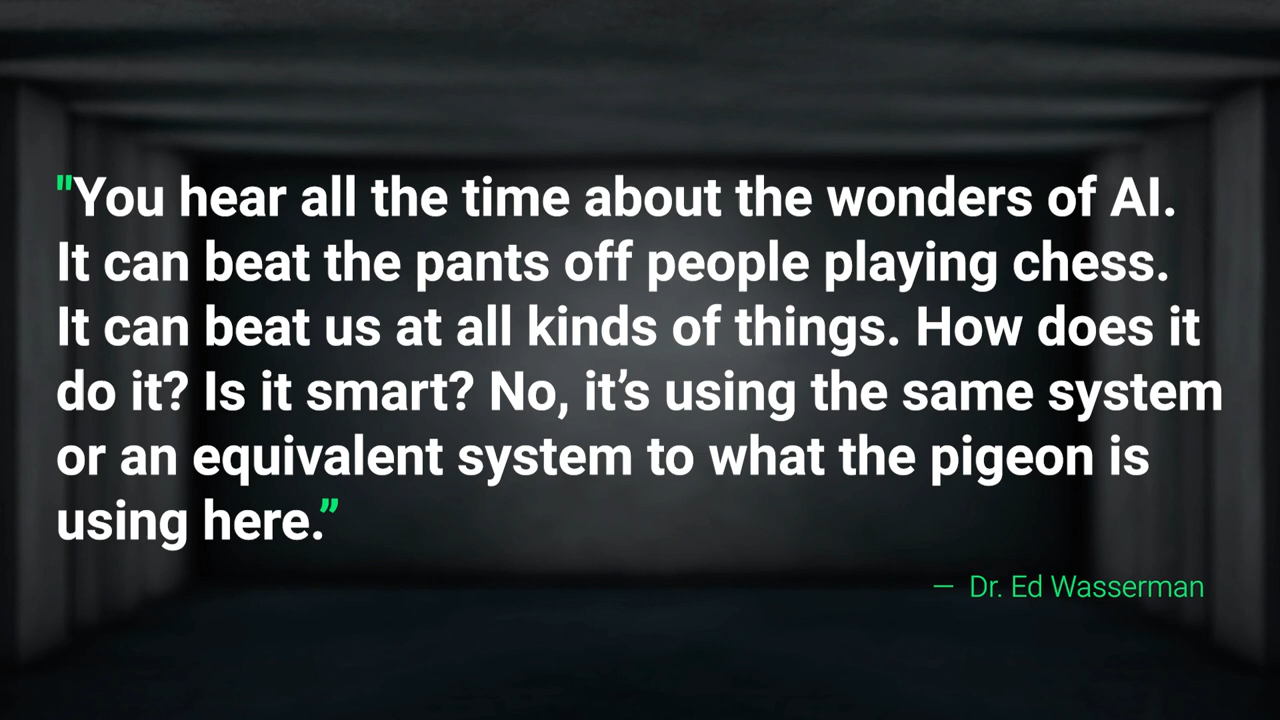 "You hear all the time about the wonders of AI.
It can beat the pants off people playing chess.
It can beat us at all kinds of things. How does it
do it? Is it smart? No, it’s using the same system
or an equivalent system to what the pigeon is
using here.”
— Dr. Ed Wasserman